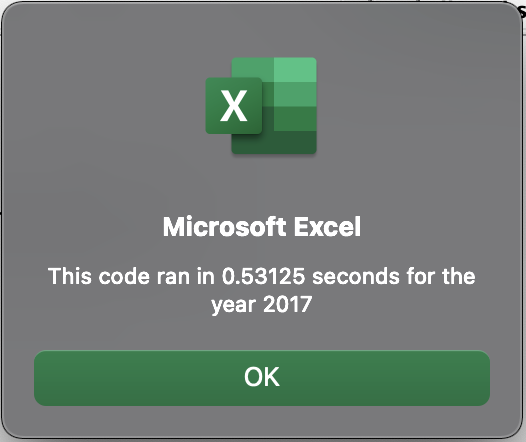 X
Microsoft Excel
This code ran in 0.53125 seconds for the
year 2017
OK